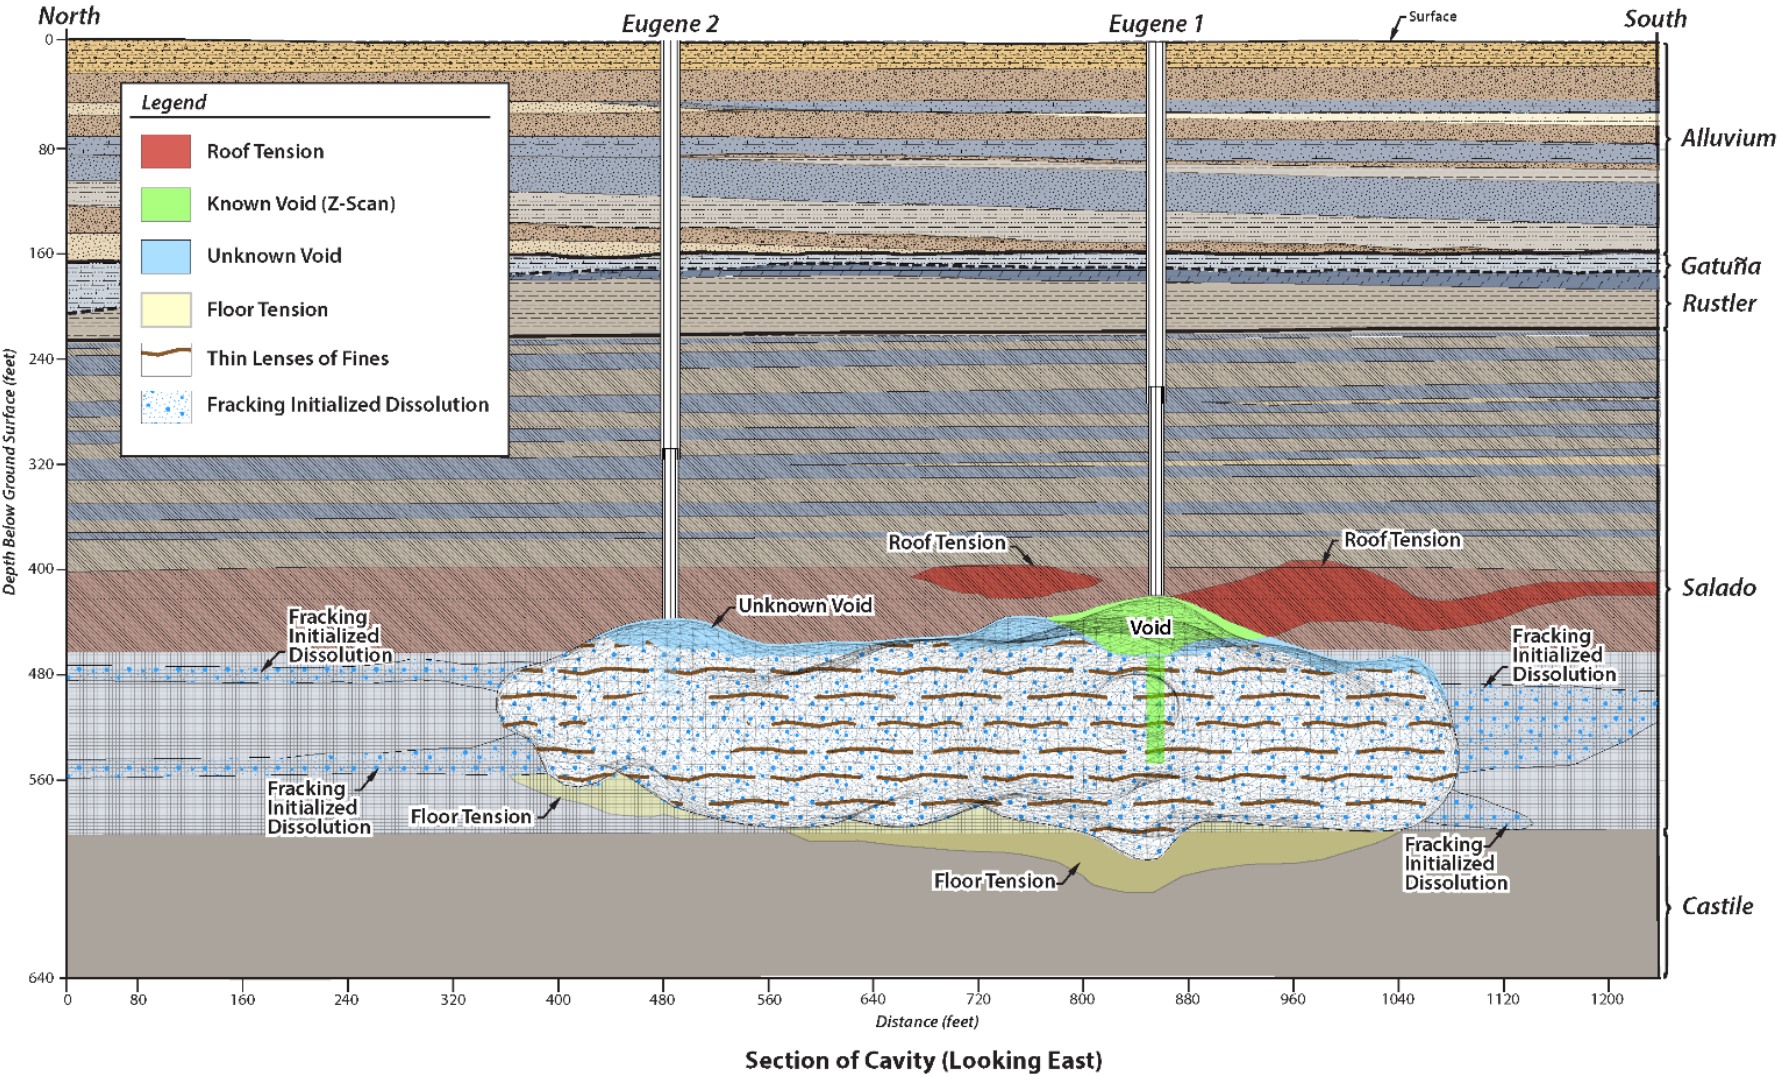 North
Eugene 2
Eugene 1
Surface
South
0
80
160
240
320
400
480
560
640
Depth Below Ground Surface (feet)
Legend
Roof Tension
Known Void (Z-Scan)
Unknown Void
Floor Tension
Thin Lenses of Fines
Fracking Initialized Dissolution
Alluvium
Gatuña
Rustler
Salado
Castile
Roof Tension
Roof Tension
Unknown Void
Void
Fracking
Initialized
Dissolution
Fracking
Initialized
Dissolution
Fracking
Initialized
Dissolution
Floor Tension
Floor Tension
Fracking
Initialized
Dissolution
0
80
160
240
320
400
480
560
640
720
800
880
960
1040
1120
1200
Distance (feet)
Section of Cavity (Looking East)